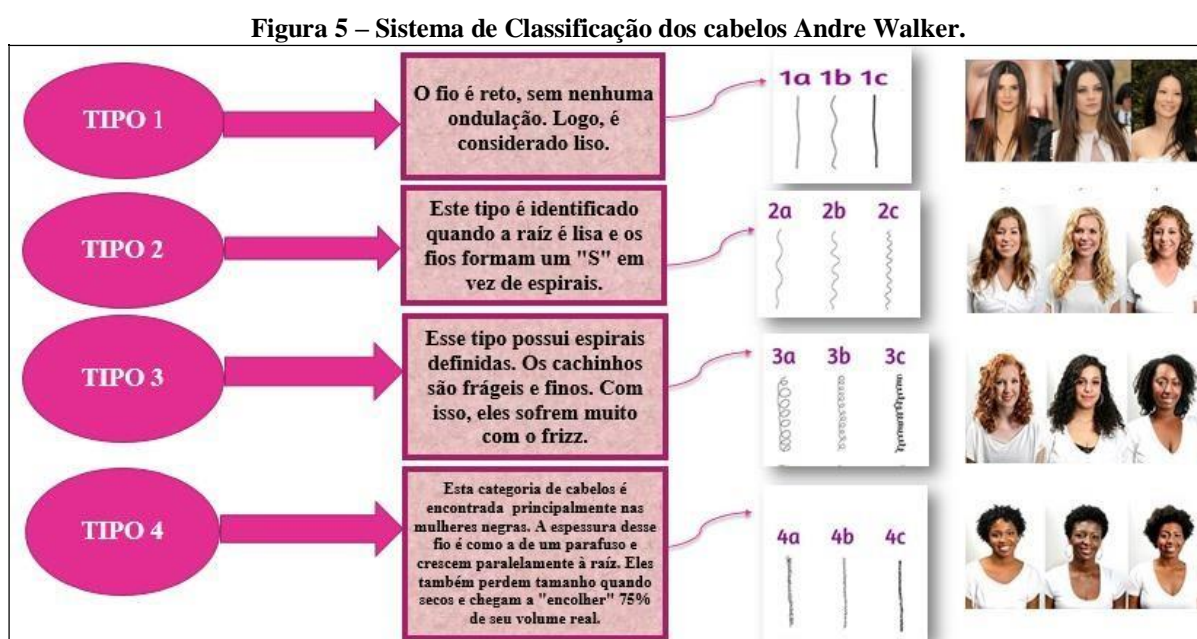 Figura 5 – Sistema de Classificação dos cabelos Andre Walker.
TIPO 1
O fio é reto, sem nenhuma
ondulação. Logo, é
considerado liso.
1a 1b 1c
TIPO 2
Este tipo é identificado
quando a raíz é lisa e os
fios formam um "S" em
vez de espirais.
2a 2b 2c
TIPO 3
Esse tipo possui espirais
definidas. Os cachinhos
são frágeis e finos. Com
isso, eles sofrem muito
com o frizz.
3a 3b 3c
TIPO 4
Esta categoria de cabelos é
encontrada principalmente nas
mulheres negras. A espessura desse
fio é como a de um parafuso e
crescem paralelamente à raíz. Eles
também perdem tamanho quando
secos e chegam a "encolher" 75%
de seu volume real.
4a 4b 4c